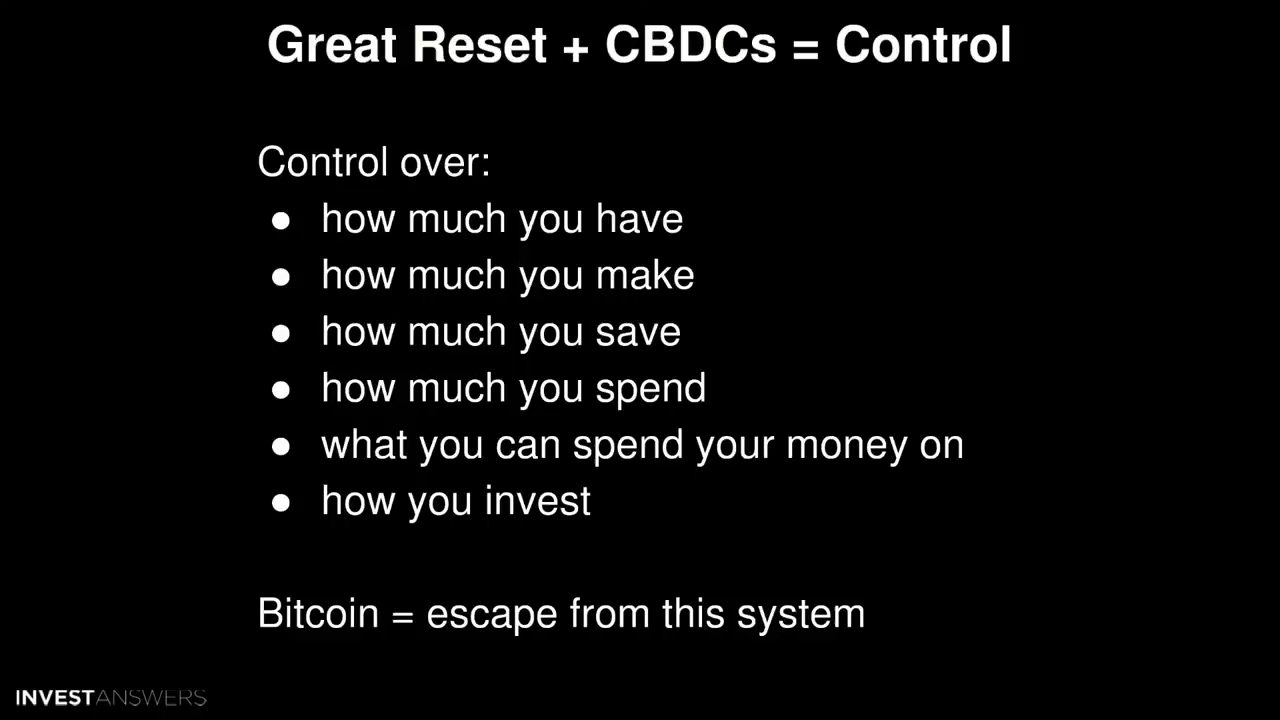 Great Reset + CBDCs = Control
Control over:
● how much you have
● how much you make
● how much you save
● how much you spend
● what you can spend your money on
● how you invest
Bitcoin = escape from this system
INVESTANSWERS